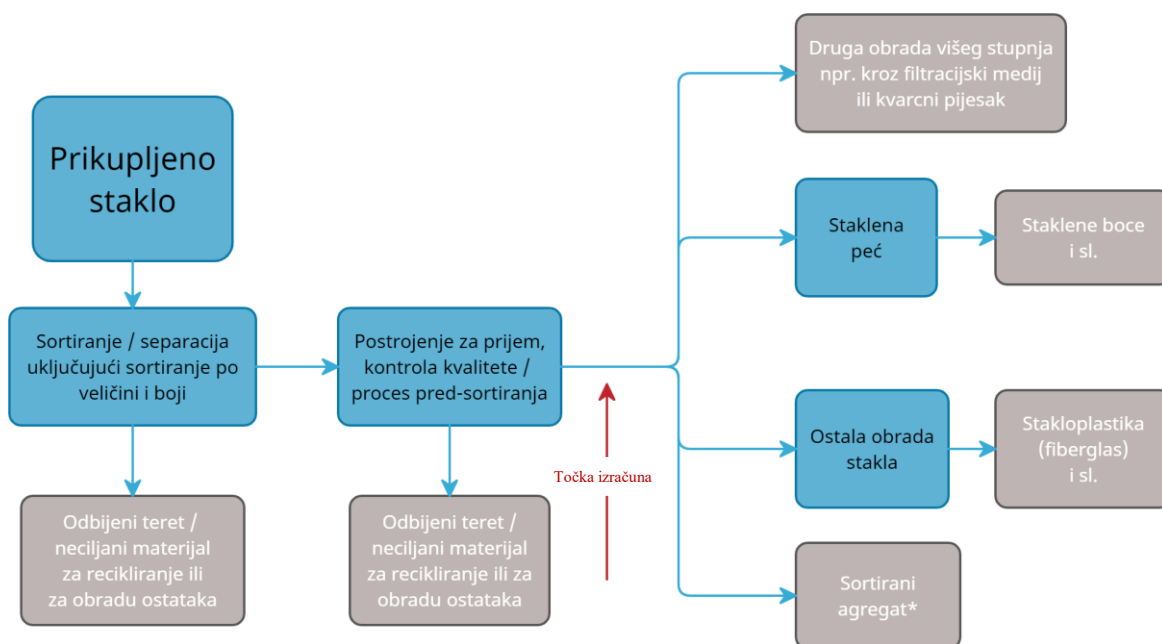 Prikupljeno
staklo
Sortiranje / separacija
uključujući sortiranje po
veličini i boji
Odbijeni teret /
neciljani materijal
za recikliranje ili
za obradu ostataka
Postrojenje za prijem,
kontrola kvalitete /
proces pred-sortiranja
Odbijeni teret /
neciljani materijal
za recikliranje ili za
obradu ostataka
Točka izračuna
Druga obrada višeg stupnja
npr. kroz filtracijski medij
ili kvarcni pijesak
Staklena
peć
Staklene boce
i sl.
Ostala obrada
stakla
Stakloplastika
(fiberglas)
i sl.
Sortirani
agregat*